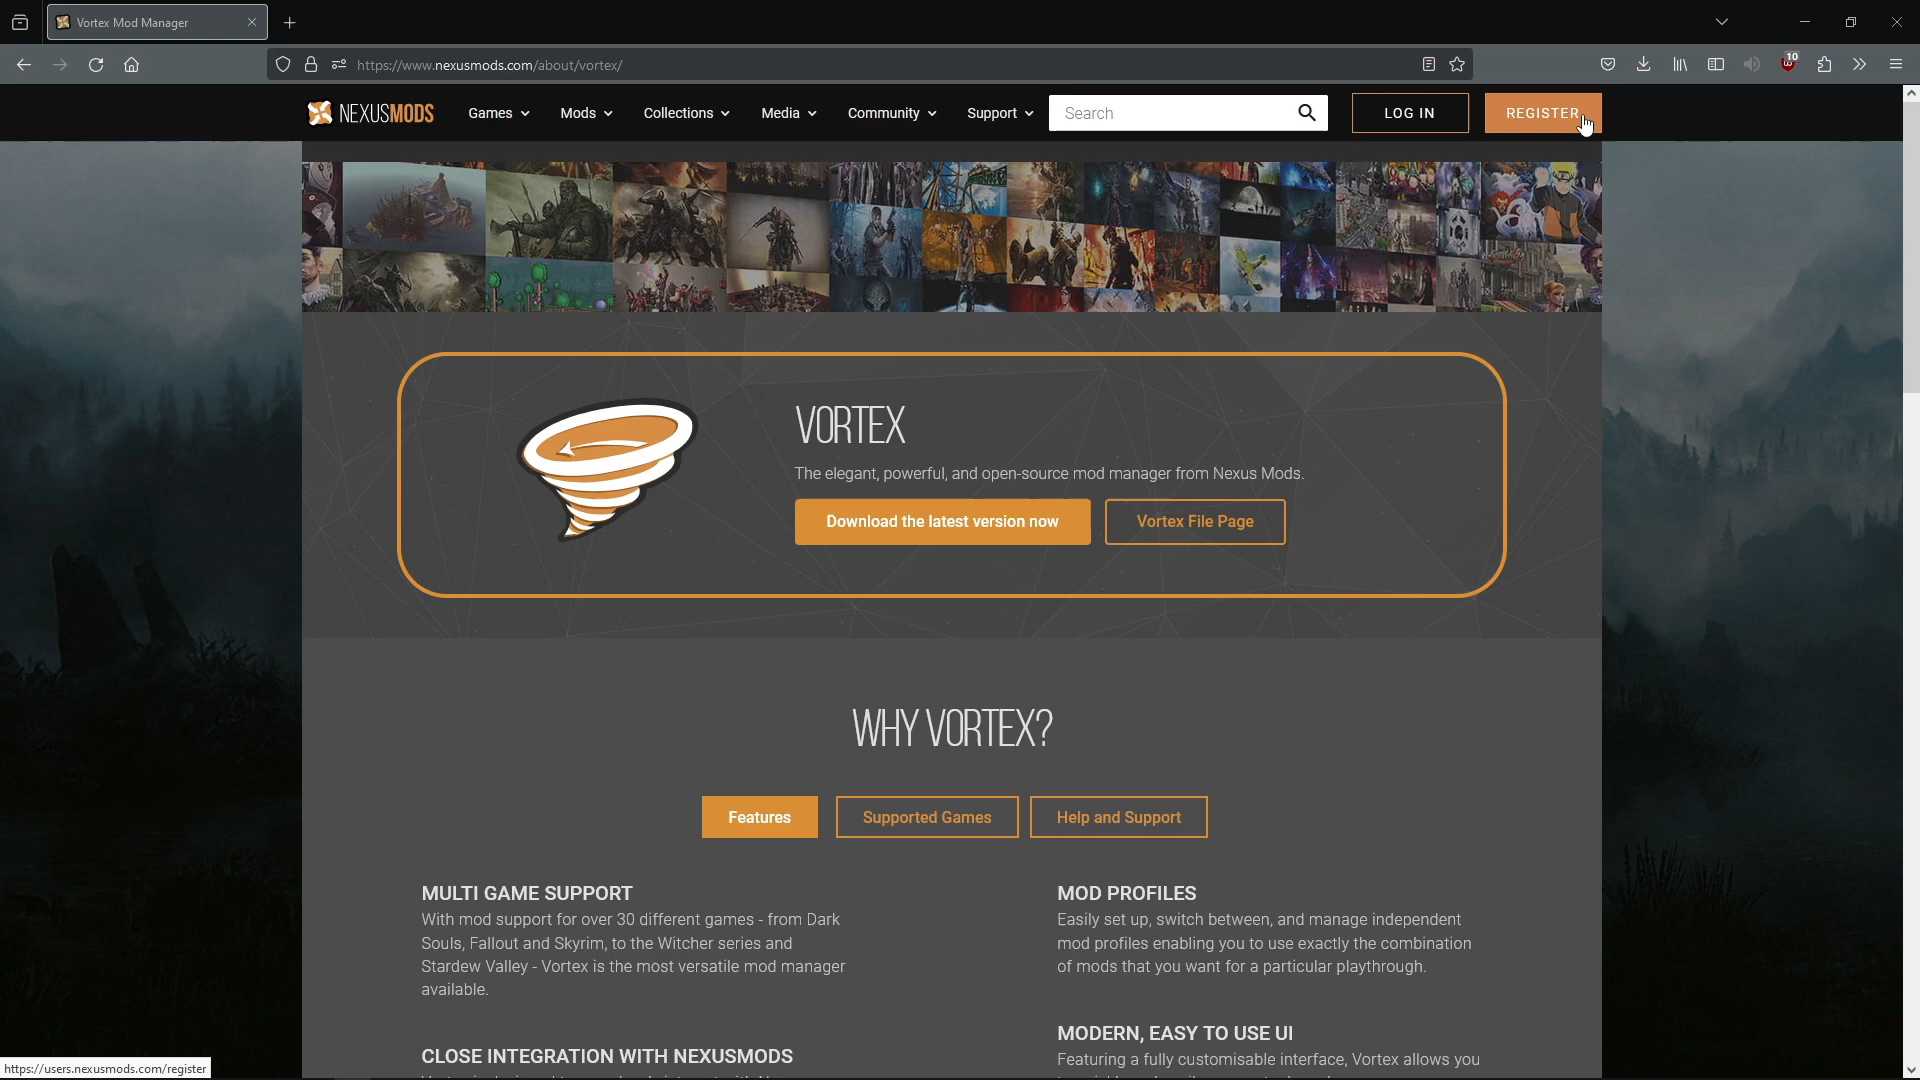 Vortex Mod Manager
https://www.nexusmods.com/about/vortex/
10
NEXUSMODS
Games
Mods
Collections
Media
Community
Support
Search
LOG IN
REGISTER
VORTEX
The elegant, powerful, and open-source mod manager from Nexus Mods.
Download the latest version now
Vortex File Page
WHY VORTEX?
Features
Supported Games
Help and Support
MULTI GAME SUPPORT
With mod support for over 30 different games - from Dark
Souls, Fallout and Skyrim, to the Witcher series and
Stardew Valley - Vortex is the most versatile mod manager
available.
MOD PROFILES
Easily set up, switch between, and manage independent
mod profiles enabling you to use exactly the combination
of mods that you want for a particular playthrough.
CLOSE INTEGRATION WITH NEXUSMODS
MODERN, EASY TO USE UI
Featuring a fully customisable interface, Vortex allows you
https://users.nexusmods.com/register